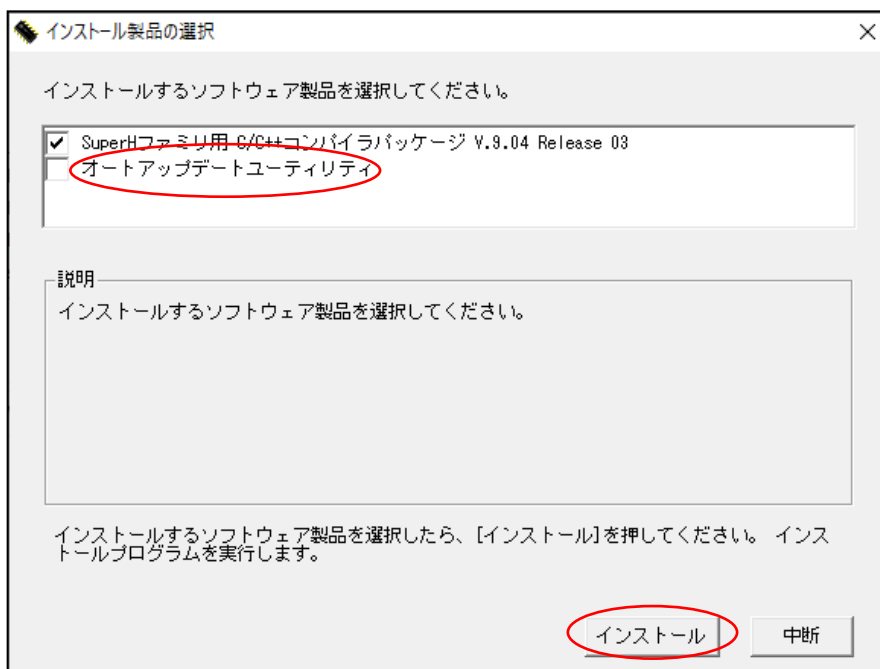 インストール製品の選択
インストールするソフトウェア製品を選択してください。
SuperHファミリ用 C/C++コンパイラパッケージ V.9.04 Release 03
オートアップデートユーティリティ
説明
インストールするソフトウェア製品を選択してください。
インストールするソフトウェア製品を選択したら、[インストール]を押してください。 インス
トールプログラムを実行します。
インストール 中断